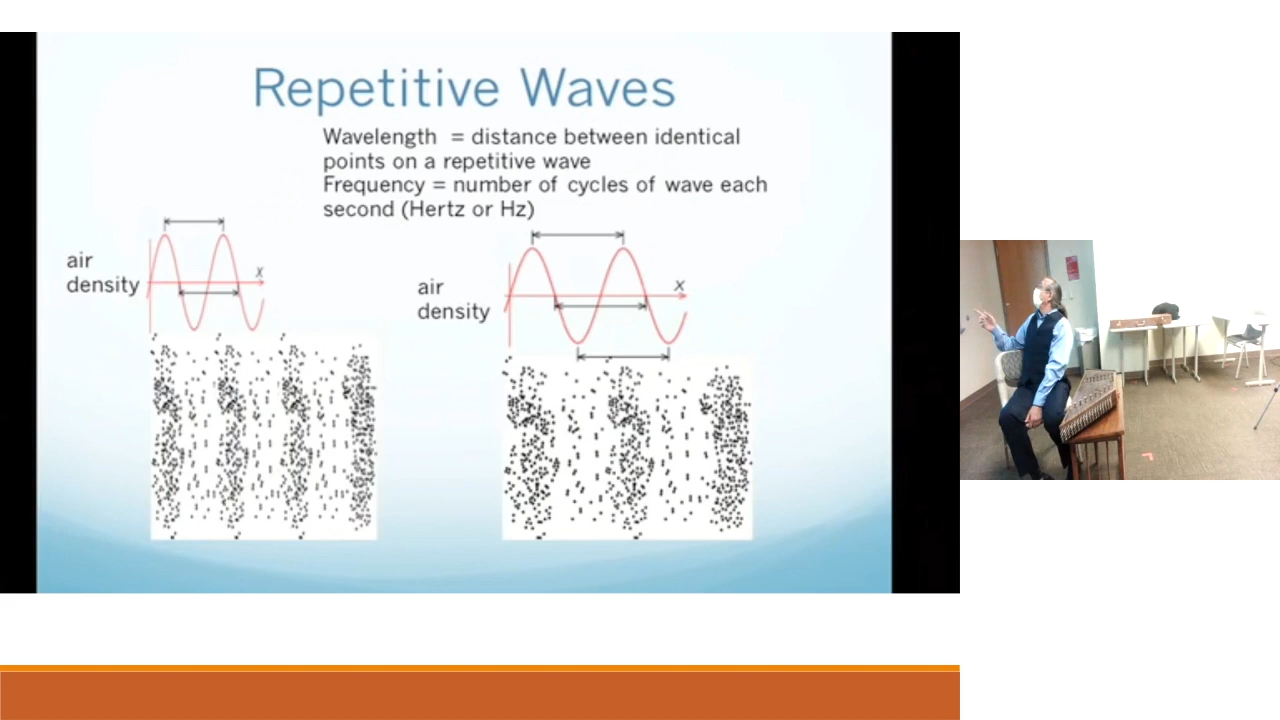 Repetitive Waves
Wavelength = distance between identical
points on a repetitive wave
Frequency = number of cycles of wave each
second (Hertz or Hz)
air
density
x
air
density
x